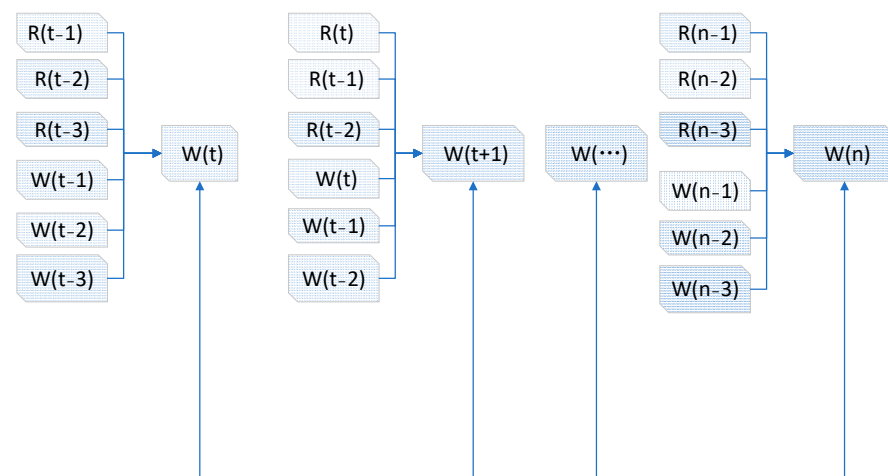 R(t-1)
R(t-2)
R(t-3)
W(t-1)
W(t-2)
W(t-3)
W(t)
R(t)
R(t-1)
R(t-2)
W(t)
W(t-1)
W(t-2)
W(t+1)
W(⋯)
R(n-1)
R(n-2)
R(n-3)
W(n-1)
W(n-2)
W(n-3)
W(n)